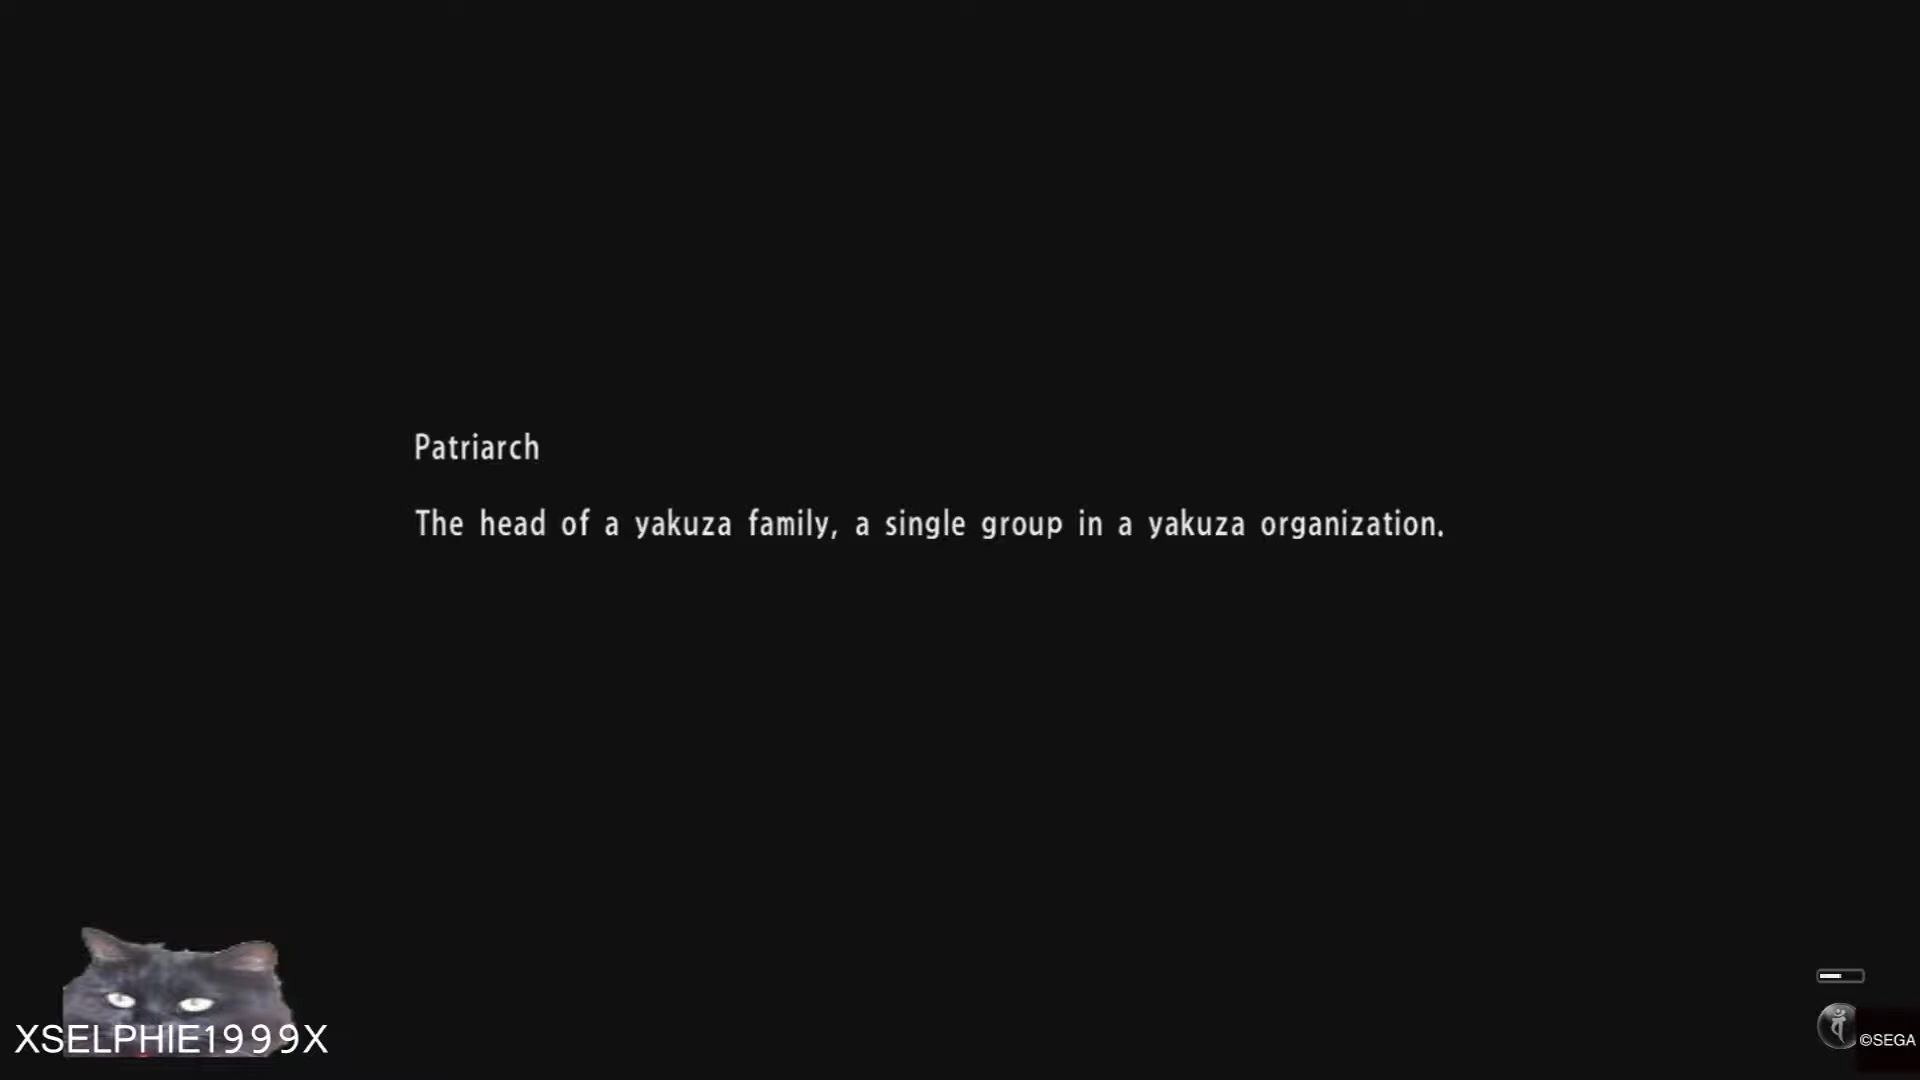 Patriarch
The head of a yakuza family, a single group in a yakuza organization.
XSELPHIE1999X
©SEGA